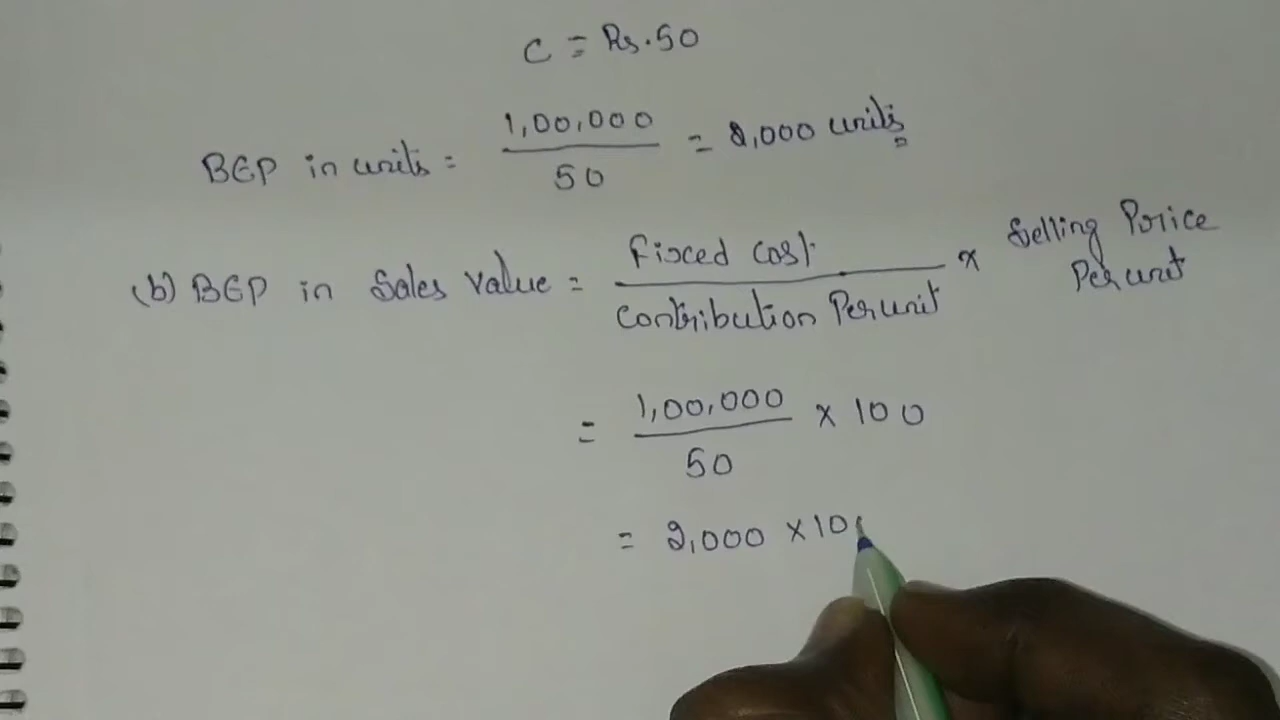 C = Rs.50
BEP in units = 1,00,000 / 50 = 2,000 units
(b) BEP in Sales Value = Fixed Cost / Contribution Per unit × Selling Price Per unit
= 1,00,000 / 50 × 100
= 2,000 × 10